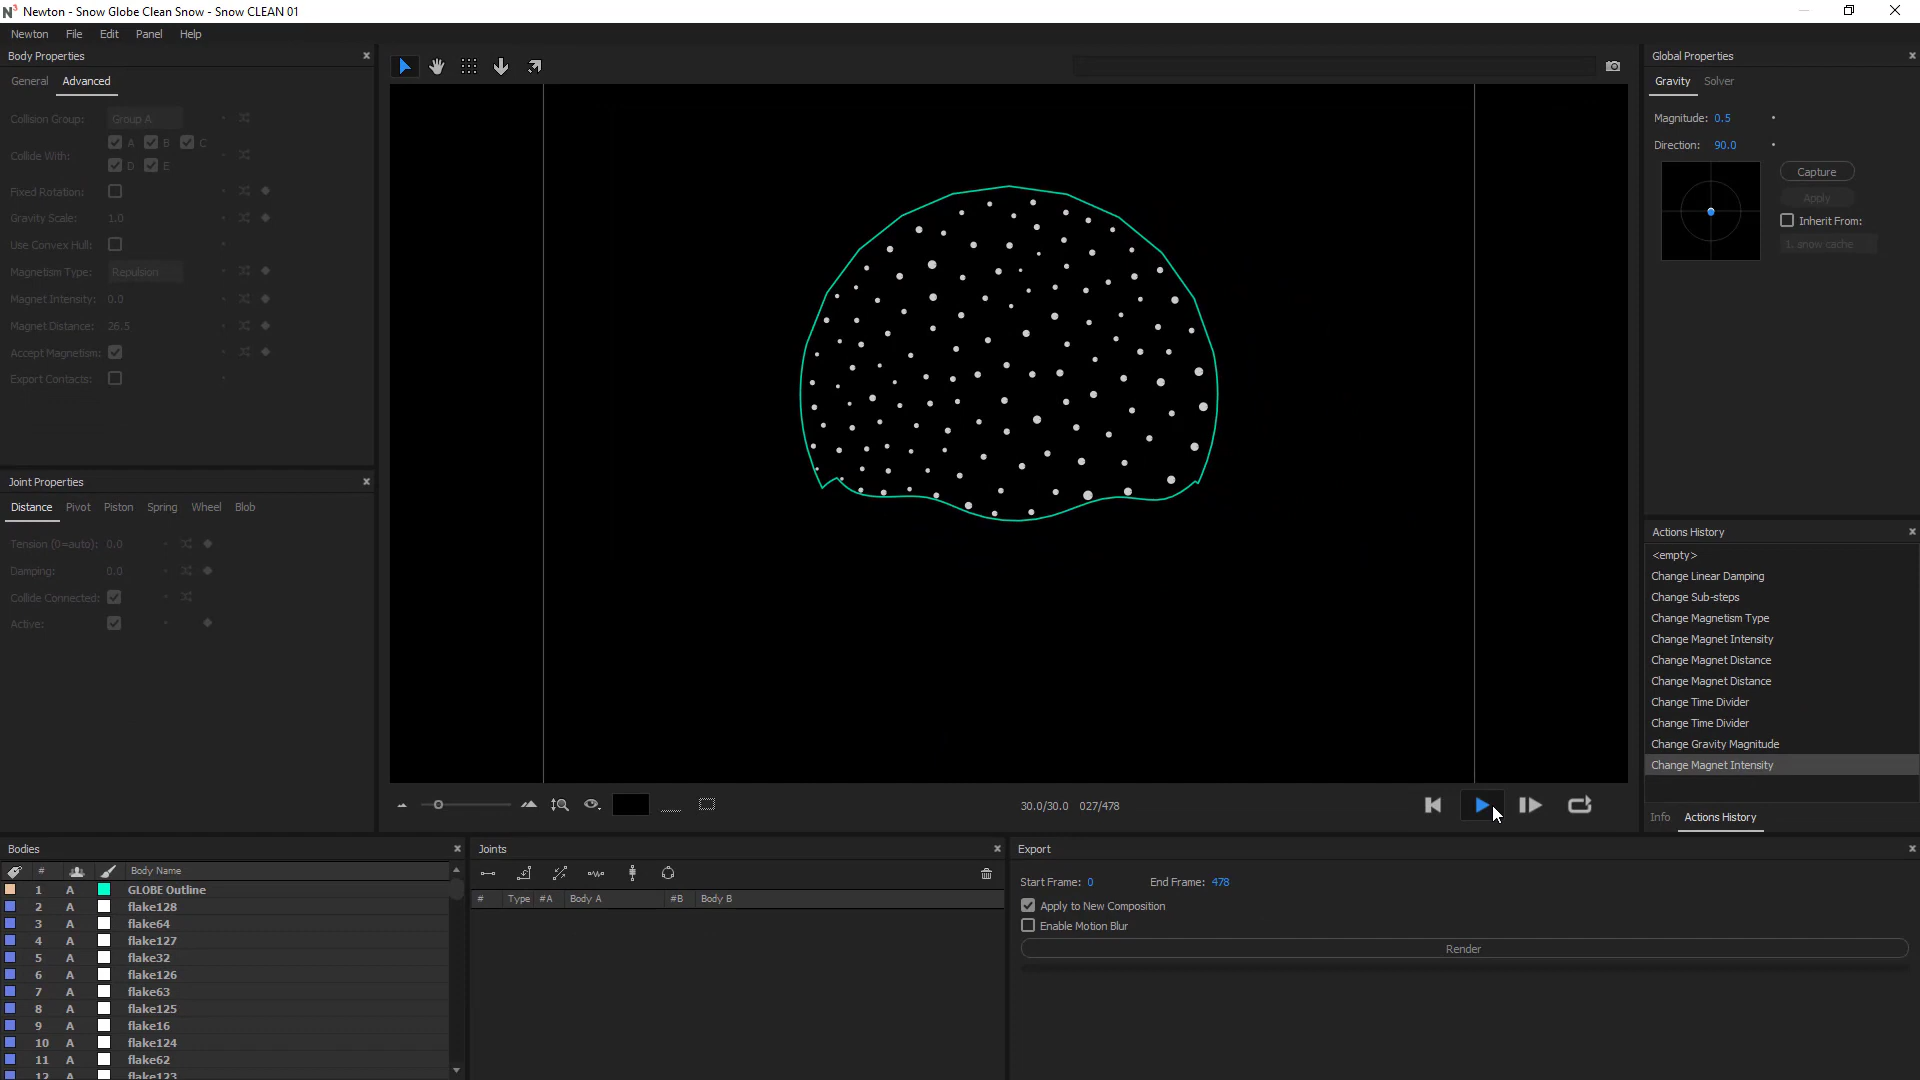 Newton - Snow Globe Clean Snow - Snow CLEAN 01
Newton File Edit Panel Help
Body Properties
General Advanced
Collision Group: Group A
Collide With: A B C
D E
Fixed Rotation:
Gravity Scale: 1.0
Use Convex Hull:
Magnetism Type: Repulsion
Magnet Intensity: 0.0
Magnet Distance: 26.5
Accept Magnetism:
Export Contacts:
Joint Properties
Distance Pivot Piston Spring Wheel Blob
Tension (0=auto): 0.0
Damping: 0.0
Collide Connected:
Active:
30.0/30.0 027/478
Global Properties
Gravity Solver
Magnitude: 0.5
Direction: 90.0
Capture
Apply
Inherit From:
1. snow cache
Actions History
<empty>
Change Linear Damping
Change Sub-steps
Change Magnetism Type
Change Magnet Intensity
Change Magnet Distance
Change Magnet Distance
Change Time Divider
Change Time Divider
Change Gravity Magnitude
Change Magnet Intensity
Info Actions History
Bodies
# Body Name
1 A GLOBE Outline
2 A flake128
3 A flake64
4 A flake127
5 A flake32
6 A flake126
7 A flake63
8 A flake125
9 A flake16
10 A flake124
11 A flake62
12 A flake123
Joints
# Type #A Body A #B Body B
Export
Start Frame: 0 End Frame: 478
Apply to New Composition
Enable Motion Blur
Render